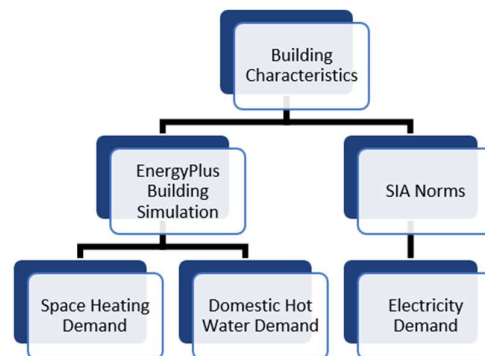 Building
Characteristics
EnergyPlus
Building
Simulation
SIA Norms
Space Heating
Demand
Domestic Hot
Water Demand
Electricity
Demand